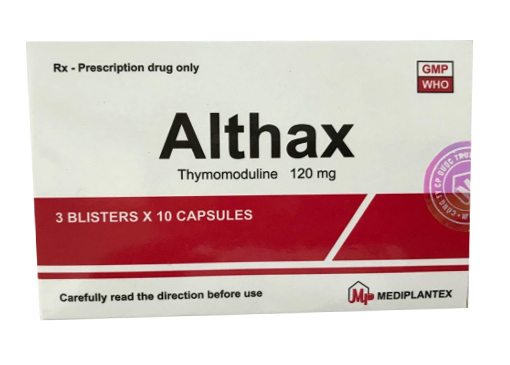 Rx - Prescription drug only
GMP
WHO
Althax
Thymomoduline 120 mg
3 BLISTERS X 10 CAPSULES
Carefully read the direction before use
MEDIPLANTEX